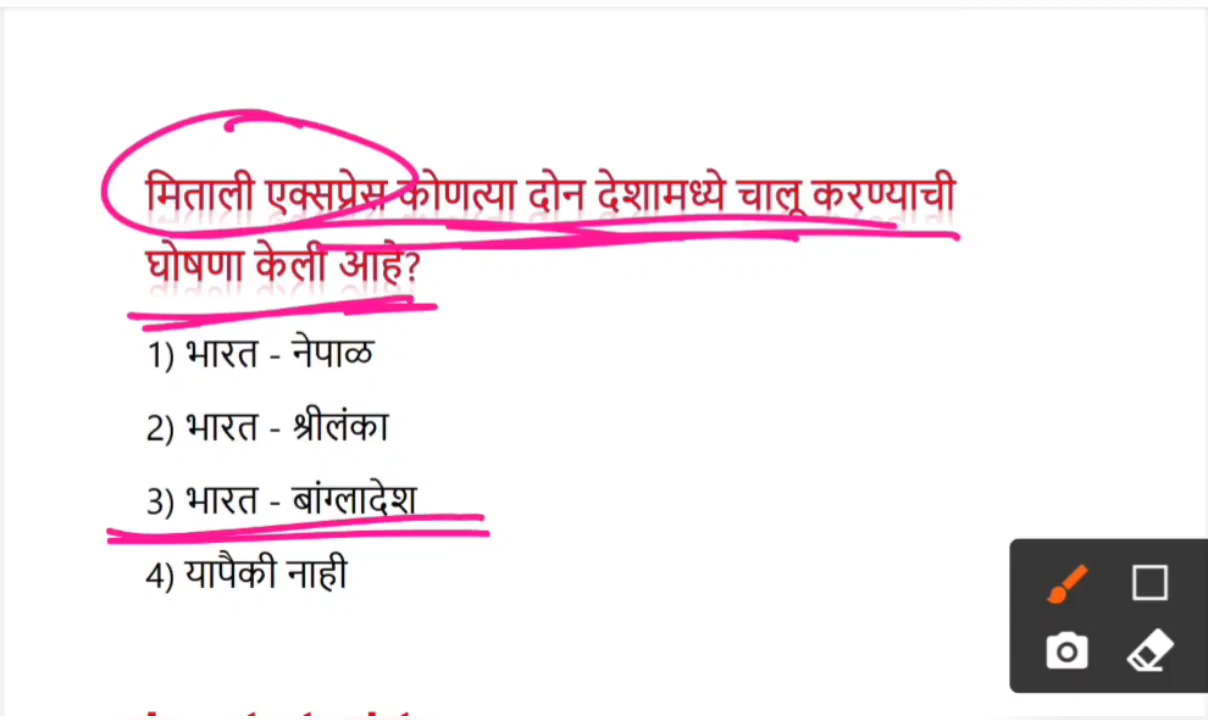 मिताली एक्सप्रेस कोणत्या दोन देशामध्ये चालू करण्याची
घोषणा केली आहे?
1) भारत - नेपाळ
2) भारत - श्रीलंका
3) भारत - बांग्लादेश
4) यापैकी नाही